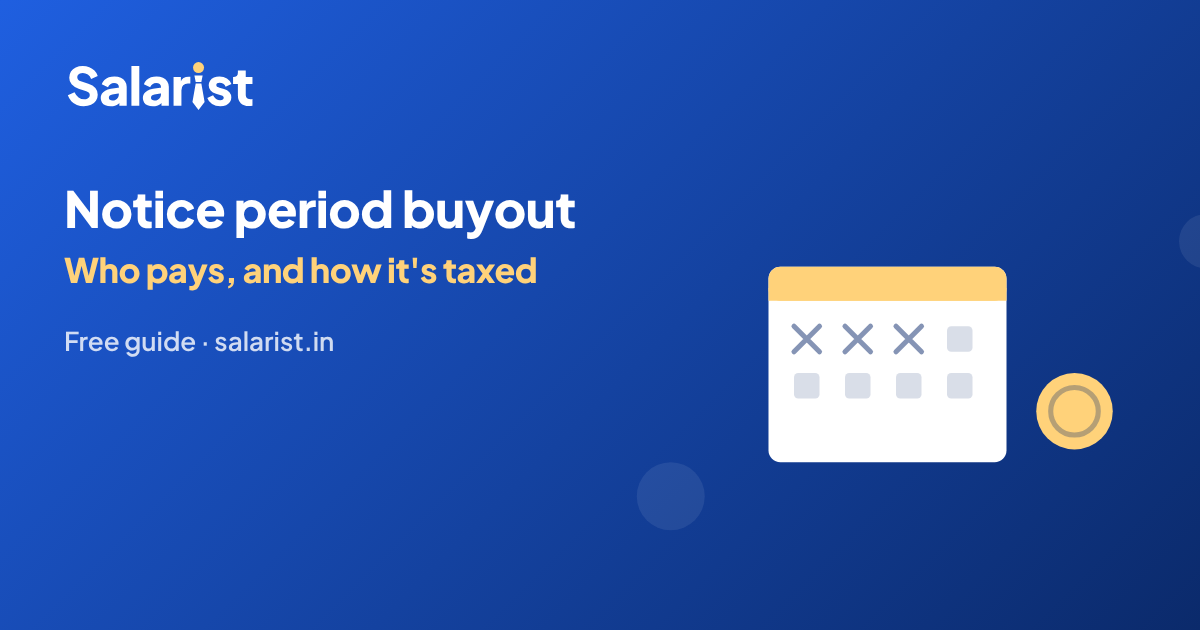 Salarist
Notice period buyout
Who pays, and how it's taxed
Free guide · salarist.in